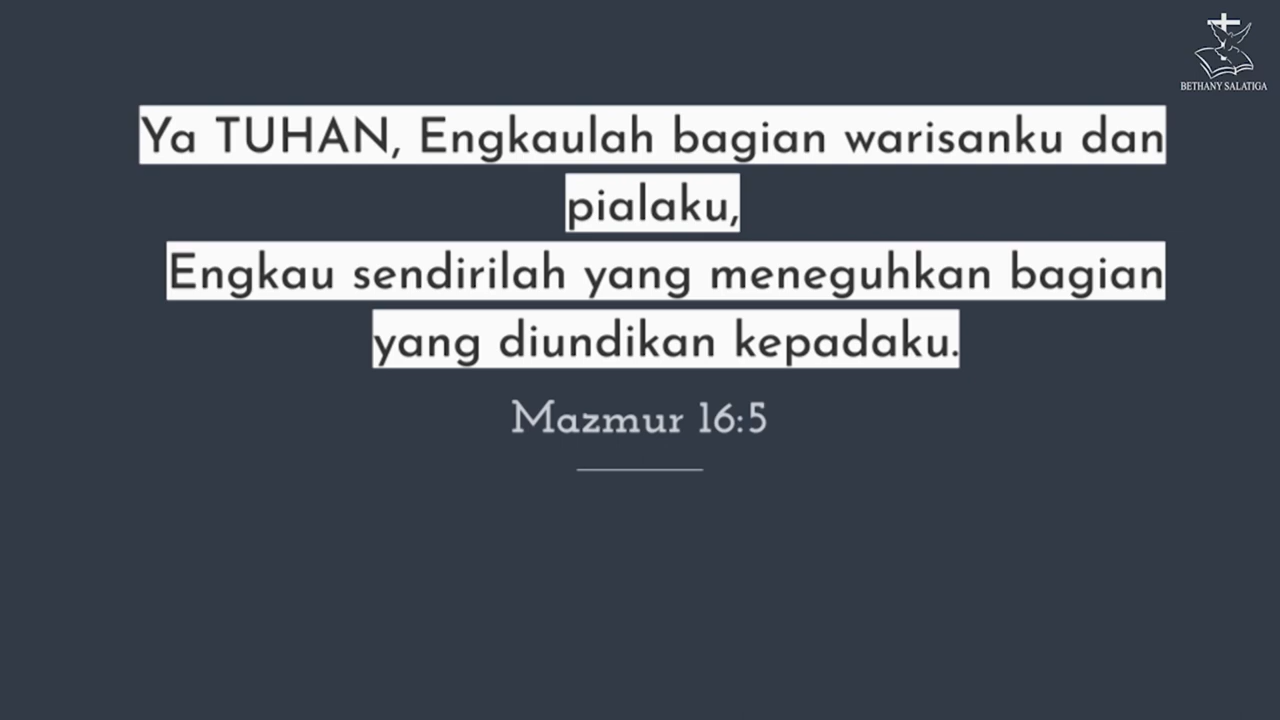 BETHANY SALATIGA
Ya TUHAN, Engkaulah bagian warisanku dan
pialaku,
Engkau sendirilah yang meneguhkan bagian
yang diundikan kepadaku.
Mazmur 16:5